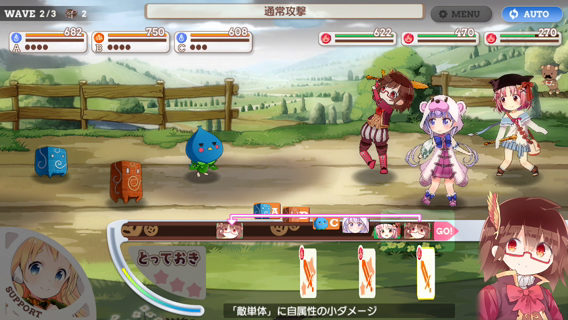 WAVE 2/3 2
通常攻撃
MENU
AUTO
682
A
750
B
608
C
622
470
270
A
B
C
GO!
とっておき
SUPPORT
「敵単体」に自属性の小ダメージ